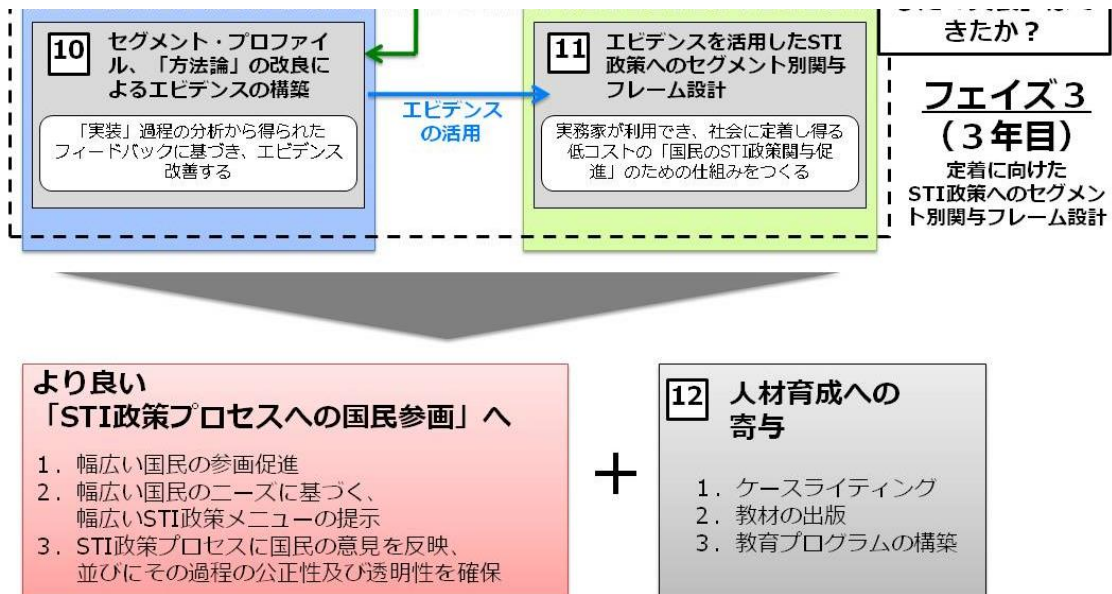 10
セグメント・プロファイ
ル、「方法論」の改良に
よるエビデンスの構築
「実装」過程の分析から得られた
フィードバックに基づき、エビデンス
改善する
エビデンス
の活用
11
エビデンスを活用したSTI
政策へのセグメント別関与
フレーム設計
実務家が利用でき、社会に定着し得る
低コストの「国民のSTI政策関与促
進」のための仕組みをつくる
きたか？
フェイズ３
（３年目）
定着に向けた
STI政策へのセグメン
ト別関与フレーム設計
より良い
「STI政策プロセスへの国民参画」へ
1．幅広い国民の参画促進
2．幅広い国民のニーズに基づく、
幅広いSTI政策メニューの提示
3．STI政策プロセスに国民の意見を反映、
並びにその過程の公正性及び透明性を確保
＋
12
人材育成への
寄与
1．ケースライティング
2．教材の出版
3．教育プログラムの構築